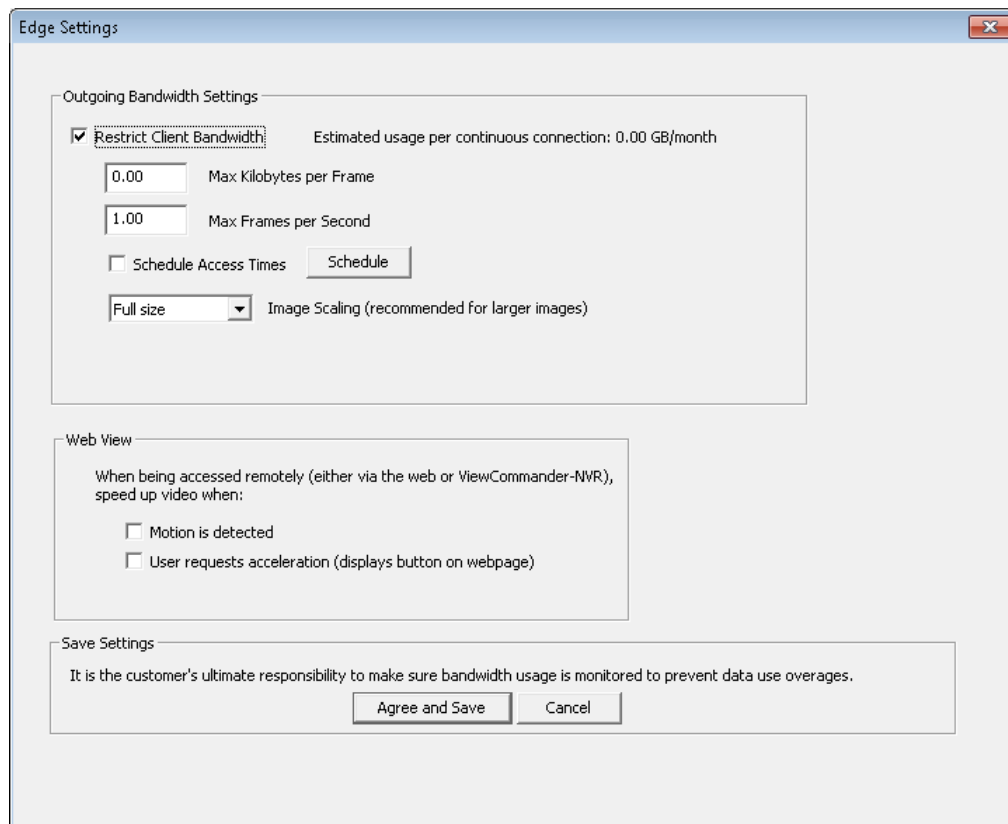 Edge Settings
Outgoing Bandwidth Settings
Restrict Client Bandwidth
Estimated usage per continuous connection: 0.00 GB/month
0.00
Max Kilobytes per Frame
1.00
Max Frames per Second
Schedule Access Times
Schedule
Full size
Image Scaling (recommended for larger images)
Web View
When being accessed remotely (either via the web or ViewCommander-NVR),
speed up video when:
Motion is detected
User requests acceleration (displays button on webpage)
Save Settings
It is the customer's ultimate responsibility to make sure bandwidth usage is monitored to prevent data use overages.
Agree and Save
Cancel